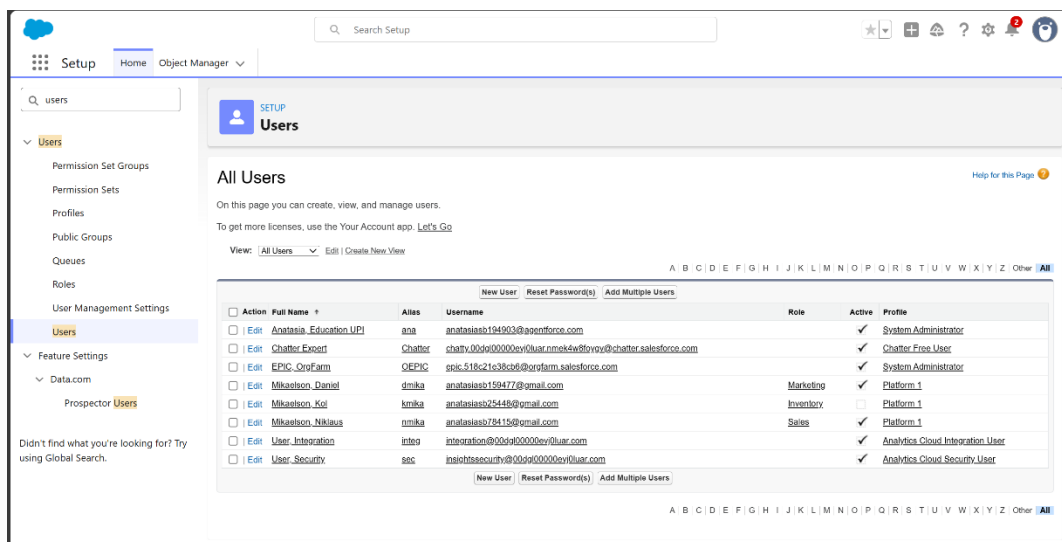 Search Setup
2
Setup Home Object Manager
users
SETUP
Users
Users
Permission Set Groups
Permission Sets
Profiles
Public Groups
Queues
Roles
User Management Settings
Users
Feature Settings
Data.com
Prospector Users
Didn't find what you're looking for? Try
using Global Search.
All Users
Help for this Page ?
On this page you can create, view, and manage users.
To get more licenses, use the Your Account app. Let's Go
View: All Users Edit | Create New View
A | B | C | D | E | F | G | H | I | J | K | L | M | N | O | P | Q | R | S | T | U | V | W | X | Y | Z | Other All
New User Reset Password(s) Add Multiple Users
Action Full Name ↑ Alias Username Role Active Profile
| Edit Anatasia, Education UPI ana anatasiasb194903@agentforce.com ✓ System Administrator
| Edit Chatter Expert Chatter chatty.00dgl00000evj0luar.nmek4w8foygv@chatter.salesforce.com ✓ Chatter Free User
| Edit EPIC, OrgFarm OEPIC epic.518c21e38cb6@orgfarm.salesforce.com ✓ System Administrator
| Edit Mikaelson, Daniel dmika anatasiasb159477@gmail.com Marketing ✓ Platform 1
| Edit Mikaelson, Kol kmika anatasiasb25448@gmail.com Inventory Platform 1
| Edit Mikaelson, Niklaus nmika anatasiasb78415@gmail.com Sales ✓ Platform 1
| Edit User, Integration integ integration@00dgl00000evj0luar.com ✓ Analytics Cloud Integration User
| Edit User, Security sec insightssecurity@00dgl00000evj0luar.com ✓ Analytics Cloud Security User
New User Reset Password(s) Add Multiple Users
A | B | C | D | E | F | G | H | I | J | K | L | M | N | O | P | Q | R | S | T | U | V | W | X | Y | Z | Other All